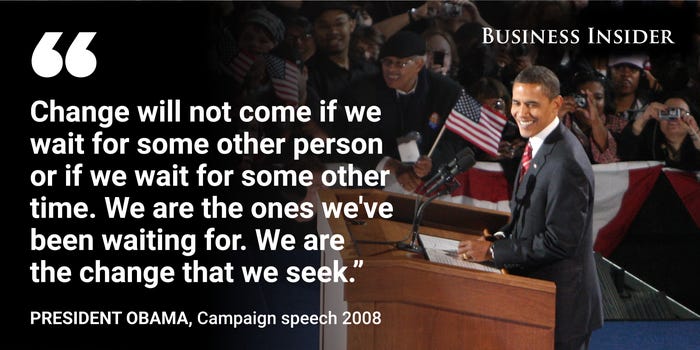 BUSINESS INSIDER
“
Change will not come if we
wait for some other person
or if we wait for some other
time. We are the ones we've
been waiting for. We are
the change that we seek.”
PRESIDENT OBAMA, Campaign speech 2008